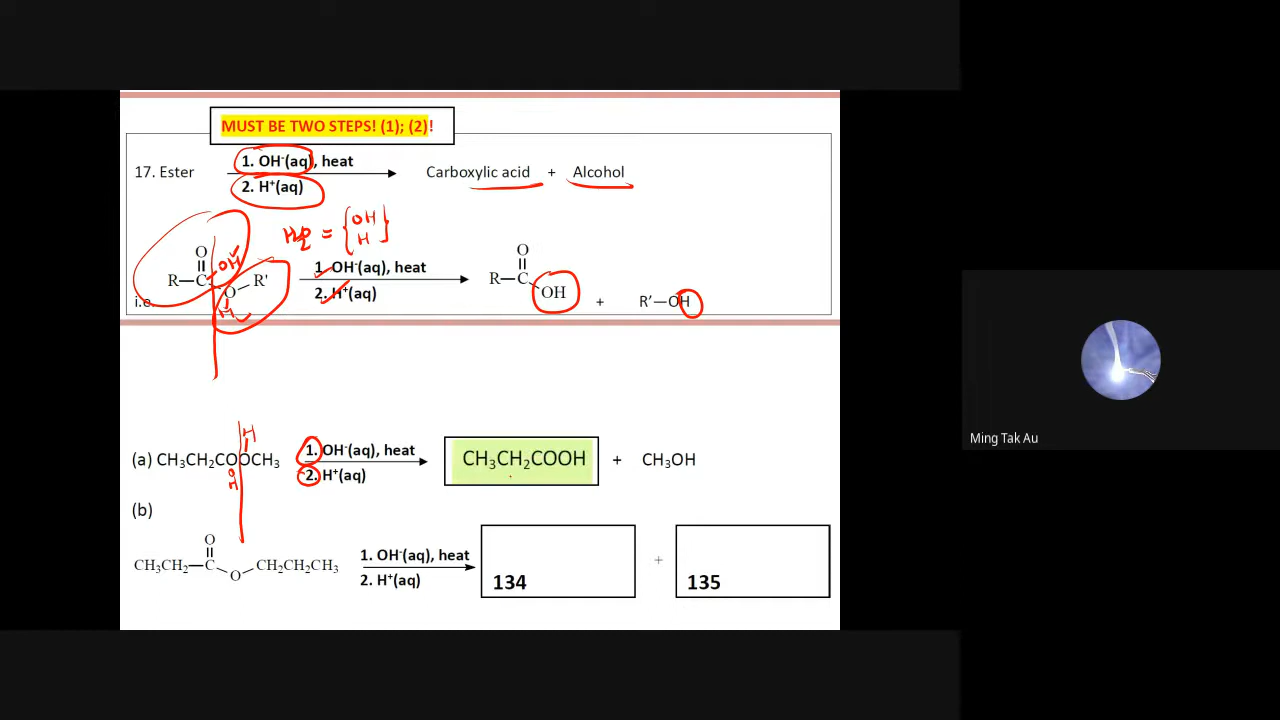 MUST BE TWO STEPS! (1); (2)!
17. Ester 1. OH⁻(aq), heat Carboxylic acid + Alcohol
2. H⁺(aq)
H₂O = { OH
H }
O O
R—C OH O—R' 1. OH⁻(aq), heat R—C OH
i.e. H 2. H⁺(aq) + R'—OH
H
(a) CH₃CH₂COOCH₃ 1. OH⁻(aq), heat CH₃CH₂COOH + CH₃OH
O
H 2. H⁺(aq)
(b)
O
CH₃CH₂—C O—CH₂CH₂CH₃ 1. OH⁻(aq), heat +
2. H⁺(aq) 134 135
Ming Tak Au